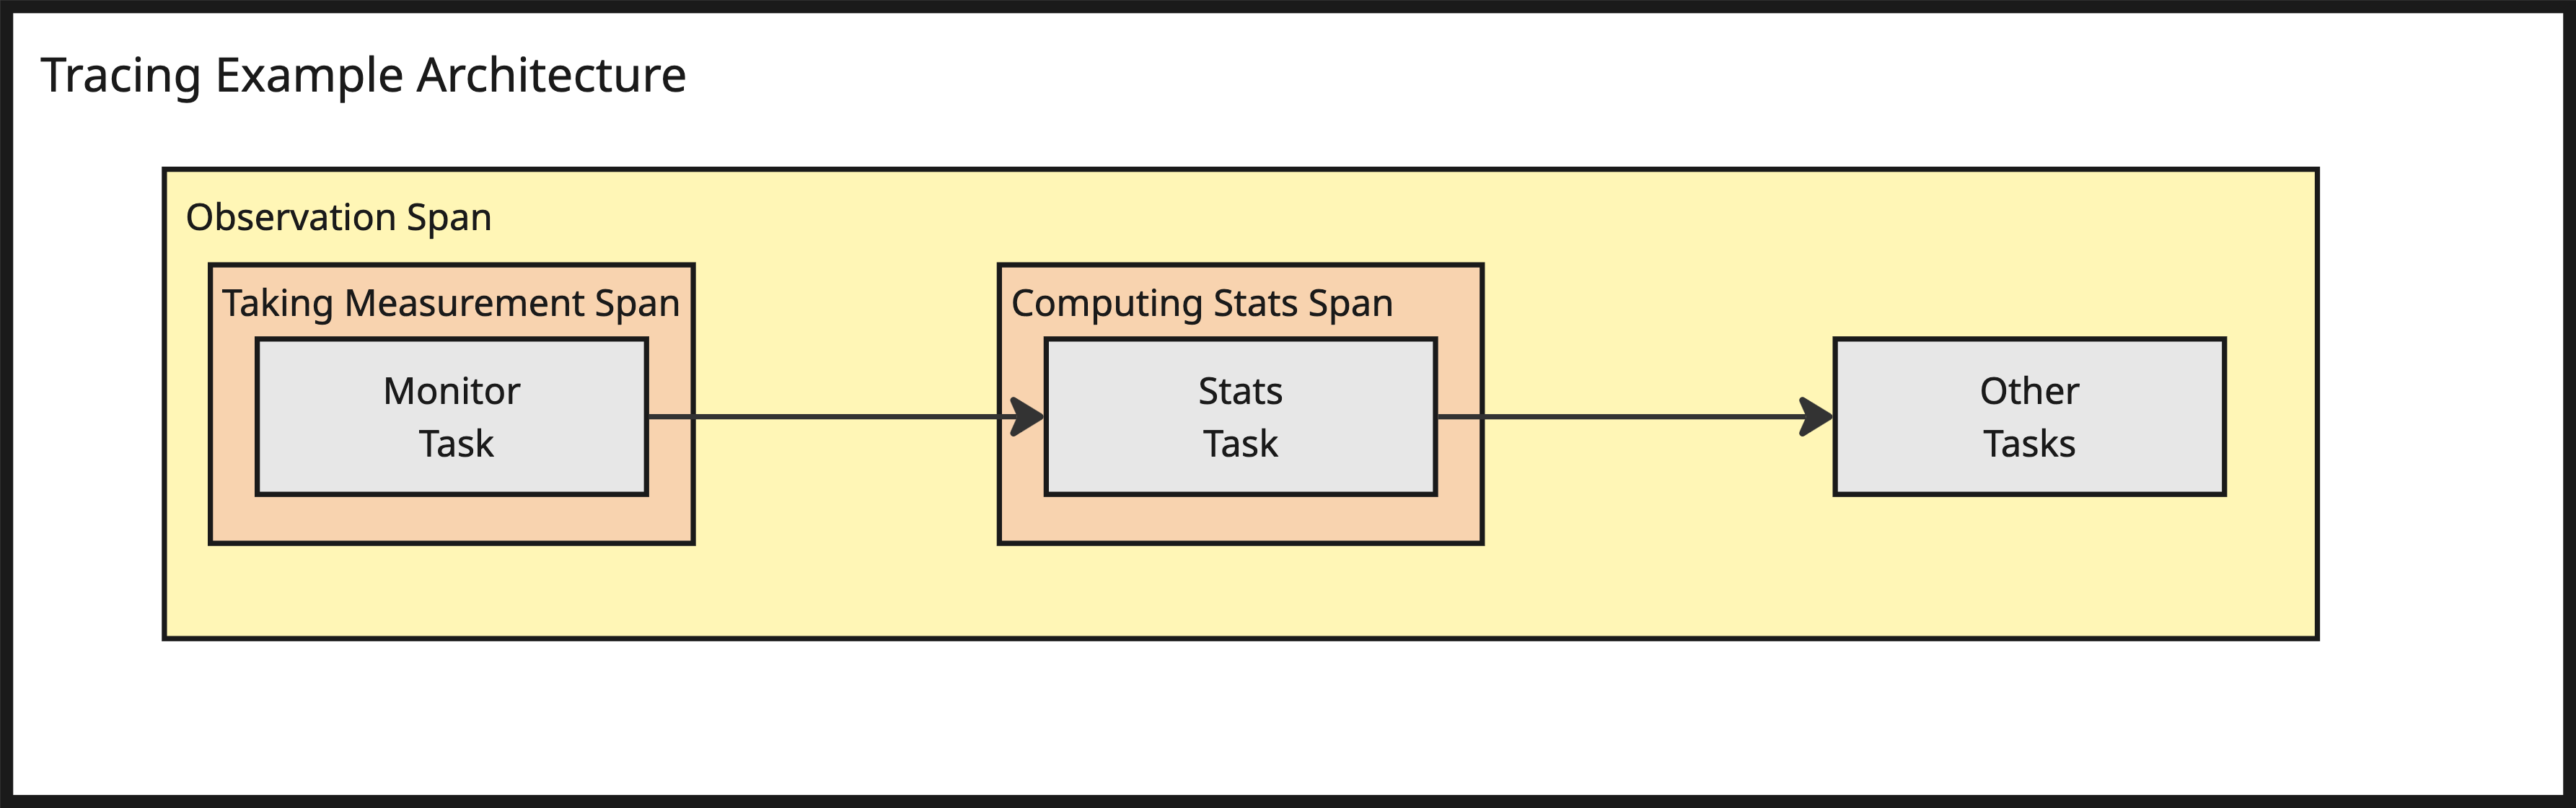 Tracing Example Architecture
Observation Span
Taking Measurement Span
Monitor
Task
Computing Stats Span
Stats
Task
Other
Tasks